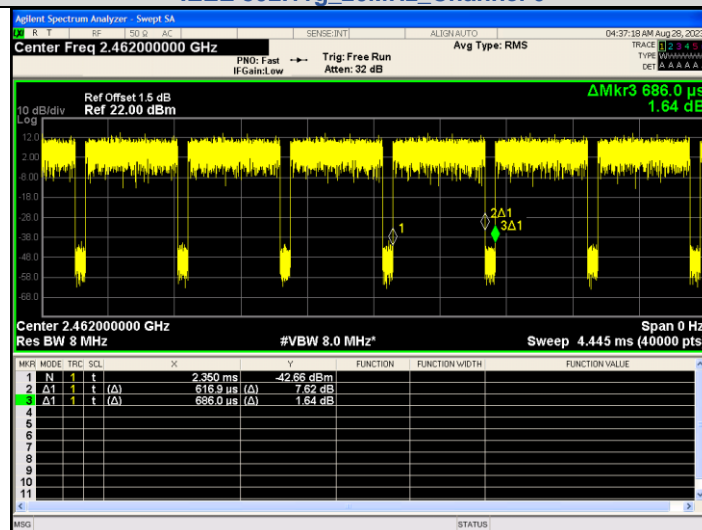 Agilent Spectrum Analyzer - Swept SA
R T RF 50 Ω AC SENSE:INT ALIGN AUTO 04:37:18 AM Aug 28, 2023
Center Freq 2.462000000 GHz
PNO: Fast
IFGain:Low
Trig: Free Run
Atten: 32 dB
Avg Type: RMS
TRACE 1 2 3 4 5
TYPE
DET A A A A A
ΔMkr3 686.0 µs
1.64 dB
Ref Offset 1.5 dB
10 dB/div Ref 22.00 dBm
Log
12.0
2.00
-8.00
-18.0
-28.0
-38.0
-48.0
-58.0
-68.0
1
2Δ1
3Δ1
Center 2.462000000 GHz Span 0 Hz
Res BW 8 MHz #VBW 8.0 MHz* Sweep 4.445 ms (40000 pts
MKR MODE TRC SCL X Y FUNCTION FUNCTION WIDTH FUNCTION VALUE
1 N 1 t 2.350 ms -42.66 dBm
2 Δ1 1 t (Δ) 616.9 µs (Δ) 7.62 dB
3 Δ1 1 t (Δ) 686.0 µs (Δ) 1.64 dB
4
5
6
7
8
9
10
11
MSG STATUS